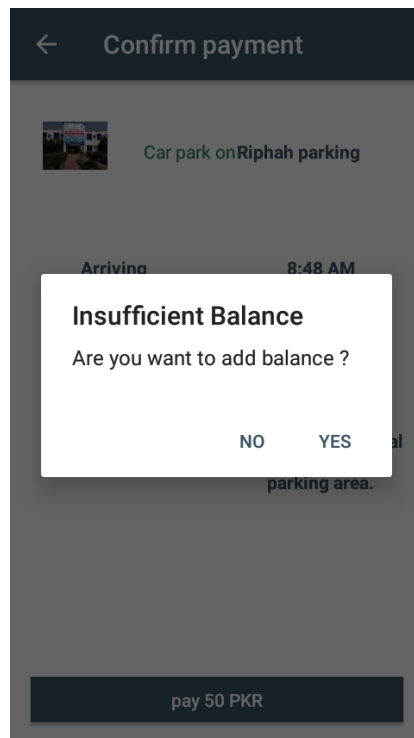 Confirm payment
Car park on Riphah parking
Arriving 8:48 AM
Insufficient Balance
Are you want to add balance ?
NO YES
al
parking area.
pay 50 PKR